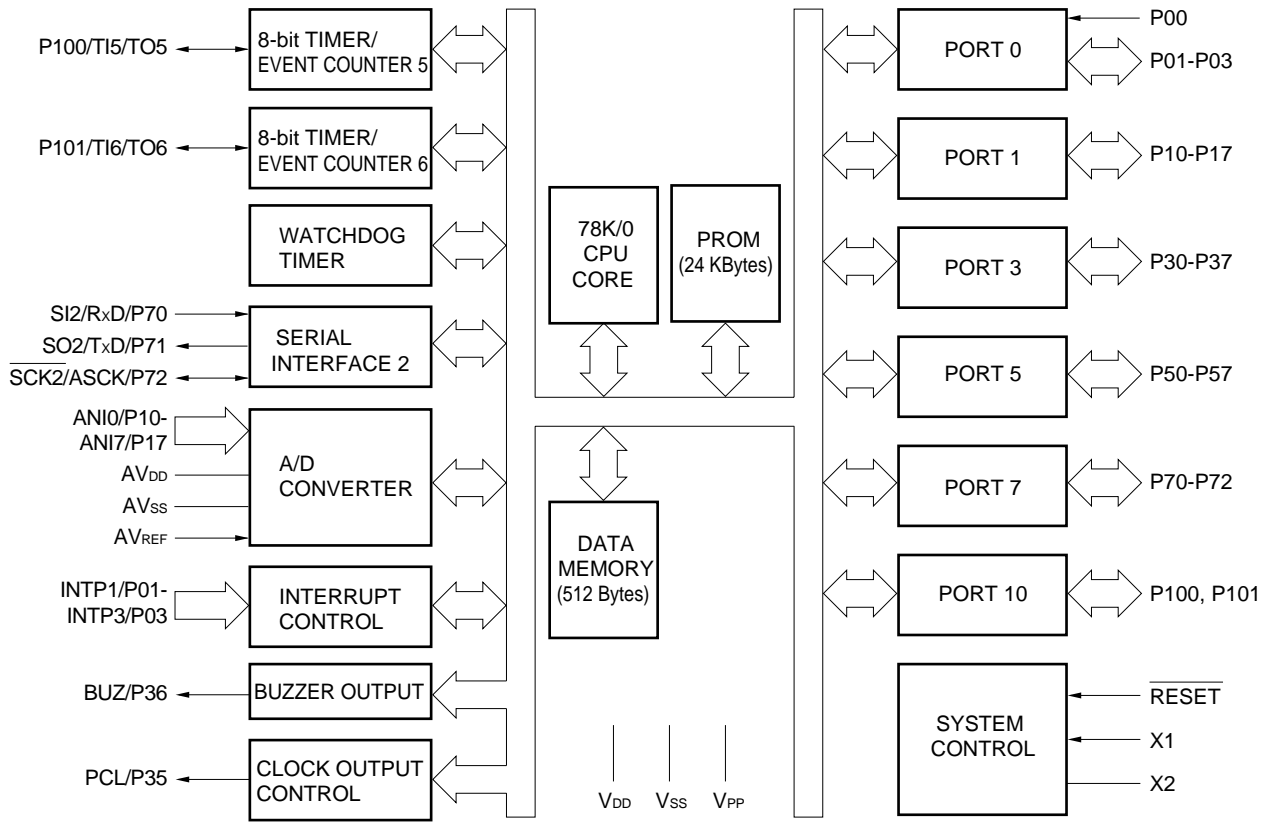 P100/TI5/TO5
8-bit TIMER/
EVENT COUNTER 5
P101/TI6/TO6
8-bit TIMER/
EVENT COUNTER 6
WATCHDOG
TIMER
SI2/RxD/P70
SO2/TxD/P71
SCK2/ASCK/P72
SERIAL
INTERFACE 2
ANI0/P10-
ANI7/P17
AVDD
AVSS
AVREF
A/D
CONVERTER
INTP1/P01-
INTP3/P03
INTERRUPT
CONTROL
BUZ/P36
BUZZER OUTPUT
PCL/P35
CLOCK OUTPUT
CONTROL
78K/0
CPU
CORE
PROM
(24 KBytes)
DATA
MEMORY
(512 Bytes)
VDD
VSS
VPP
PORT 0
P00
P01-P03
PORT 1
P10-P17
PORT 3
P30-P37
PORT 5
P50-P57
PORT 7
P70-P72
PORT 10
P100, P101
SYSTEM
CONTROL
RESET
X1
X2